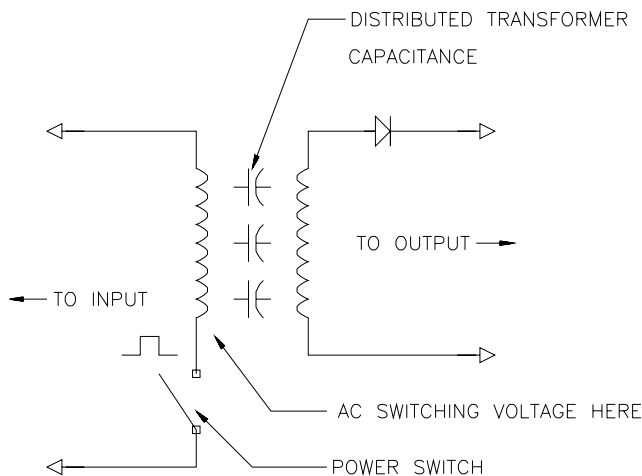 DISTRIBUTED TRANSFORMER
CAPACITANCE
TO OUTPUT
TO INPUT
AC SWITCHING VOLTAGE HERE
POWER SWITCH